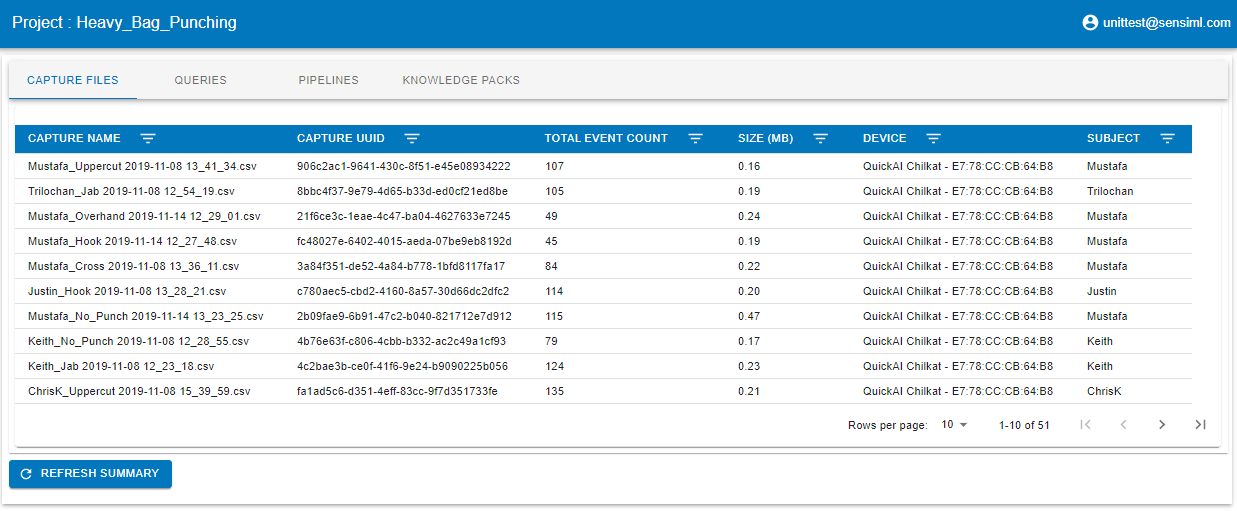 Project : Heavy_Bag_Punching unittest@sensiml.com
CAPTURE FILES QUERIES PIPELINES KNOWLEDGE PACKS
CAPTURE NAME CAPTURE UUID TOTAL EVENT COUNT SIZE (MB) DEVICE SUBJECT
Mustafa_Uppercut 2019-11-08 13_41_34.csv 906c2ac1-9641-430c-8f51-e45e08934222 107 0.16 QuickAI Chilkat - E7:78:CC:CB:64:B8 Mustafa
Trilochan_Jab 2019-11-08 12_54_19.csv 8bbc4f37-9e79-4d65-b33d-ed0cf21ed8be 105 0.19 QuickAI Chilkat - E7:78:CC:CB:64:B8 Trilochan
Mustafa_Overhand 2019-11-14 12_29_01.csv 21f6ce3c-1eae-4c47-ba04-4627633e7245 49 0.24 QuickAI Chilkat - E7:78:CC:CB:64:B8 Mustafa
Mustafa_Hook 2019-11-14 12_27_48.csv fc48027e-6402-4015-aeda-07be9eb8192d 45 0.19 QuickAI Chilkat - E7:78:CC:CB:64:B8 Mustafa
Mustafa_Cross 2019-11-08 13_36_11.csv 3a84f351-de52-4a84-b778-1bfd8117fa17 84 0.22 QuickAI Chilkat - E7:78:CC:CB:64:B8 Mustafa
Justin_Hook 2019-11-08 13_28_21.csv c780aec5-cbd2-4160-8a57-30d66dc2dfc2 114 0.20 QuickAI Chilkat - E7:78:CC:CB:64:B8 Justin
Mustafa_No_Punch 2019-11-14 13_23_25.csv 2b09fae9-6b91-47c2-b040-821712e7d912 115 0.47 QuickAI Chilkat - E7:78:CC:CB:64:B8 Mustafa
Keith_No_Punch 2019-11-08 12_28_55.csv 4b76e63f-c806-4cbb-b332-ac2c49a1cf93 79 0.17 QuickAI Chilkat - E7:78:CC:CB:64:B8 Keith
Keith_Jab 2019-11-08 12_23_18.csv 4c2bae3b-ce0f-41f6-9e24-b9090225b056 124 0.23 QuickAI Chilkat - E7:78:CC:CB:64:B8 Keith
ChrisK_Uppercut 2019-11-08 15_39_59.csv fa1ad5c6-d351-4eff-83cc-9f7d351733fe 135 0.21 QuickAI Chilkat - E7:78:CC:CB:64:B8 ChrisK
Rows per page: 10 1-10 of 51
REFRESH SUMMARY